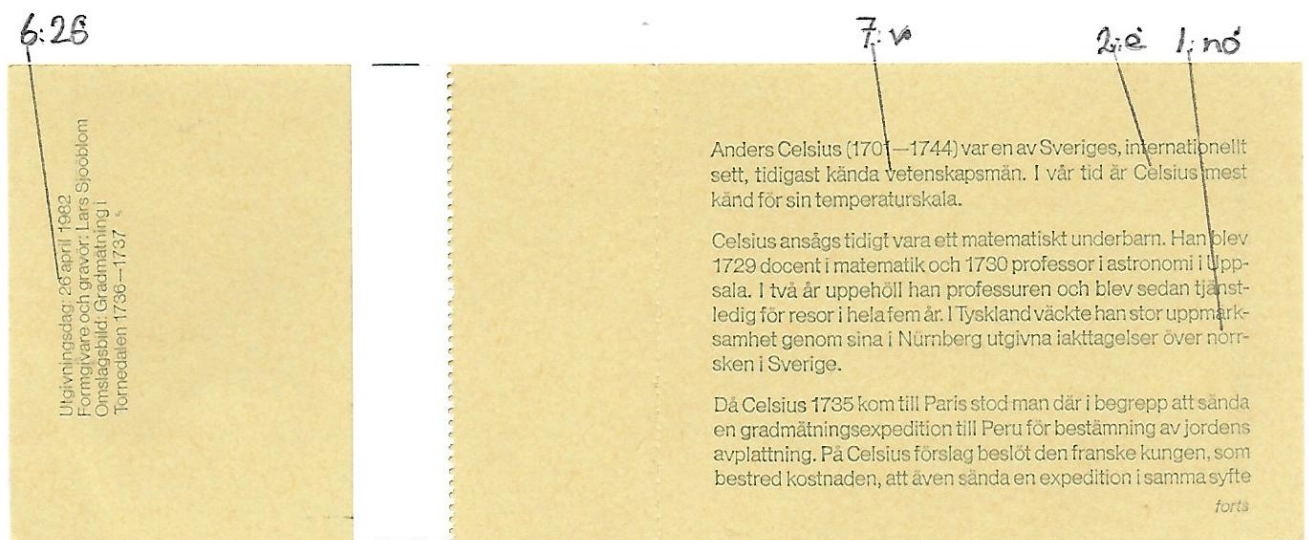 6:26
7: v
2: é
1: nó
Utgivningsdag: 26 april 1982
Formgivare och gravör: Lars Sjööblom
Omslagsbild: Gradmätning i
Tornedalen 1736—1737
Anders Celsius (1701—1744) var en av Sveriges, internationellt
sett, tidigast kända vetenskapsmän. I vår tid är Celsius mest
känd för sin temperaturskala.
Celsius ansågs tidigt vara ett matematiskt underbarn. Han blev
1729 docent i matematik och 1730 professor i astronomi i Upp-
sala. I två år uppehöll han professuren och blev sedan tjänst-
ledig för resor i hela fem år. I Tyskland väckte han stor uppmärk-
samhet genom sina i Nürnberg utgivna iakttagelser över norr-
sken i Sverige.
Då Celsius 1735 kom till Paris stod man där i begrepp att sända
en gradmätningsexpedition till Peru för bestämning av jordens
avplattning. På Celsius förslag beslöt den franske kungen, som
bestred kostnaden, att även sända en expedition i samma syfte
forts